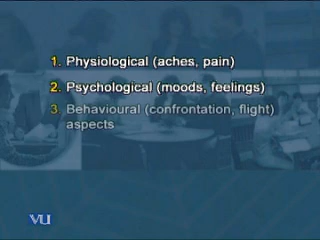 1. Physiological (aches, pain)
2. Psychological (moods, feelings)
3. Behavioural (confrontation, flight)
aspects
VU